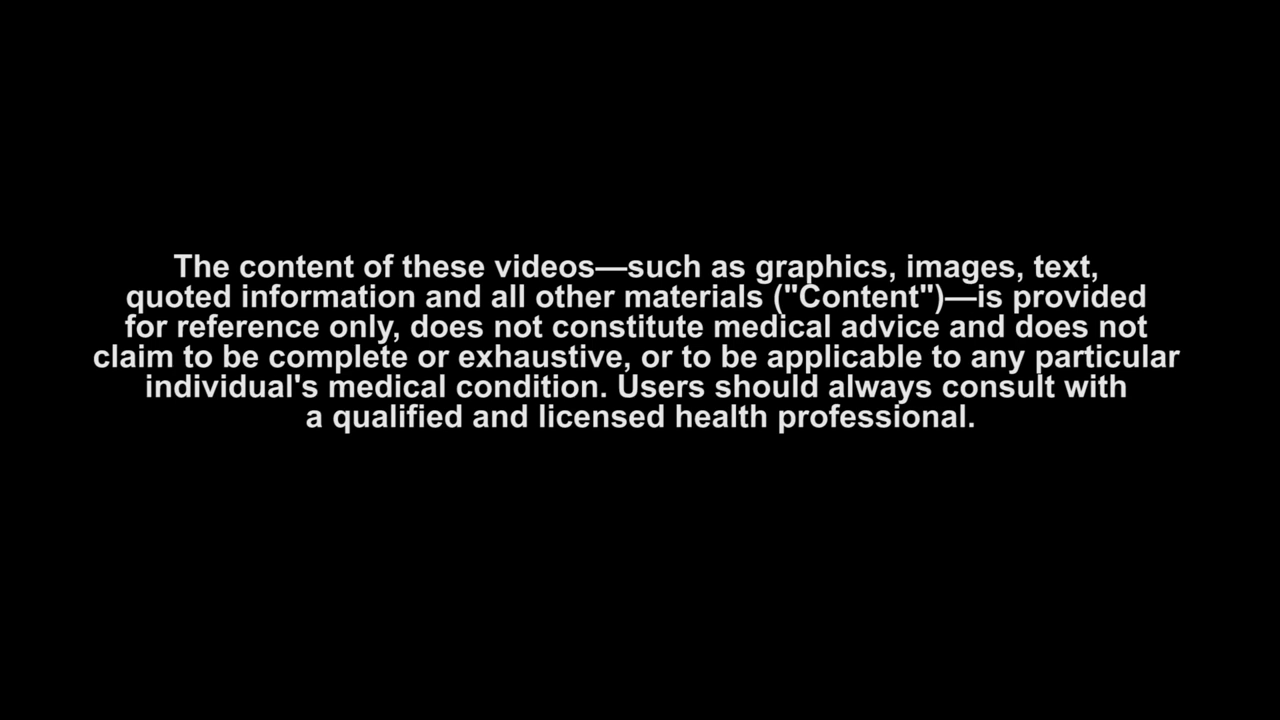 The content of these videos—such as graphics, images, text,
quoted information and all other materials ("Content")—is provided
for reference only, does not constitute medical advice and does not
claim to be complete or exhaustive, or to be applicable to any particular
individual's medical condition. Users should always consult with
a qualified and licensed health professional.